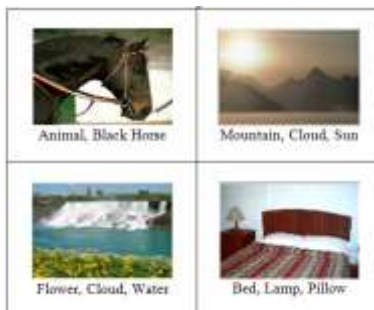 Animal, Black Horse
Mountain, Cloud, Sun
Flower, Cloud, Water
Bed, Lamp, Pillow